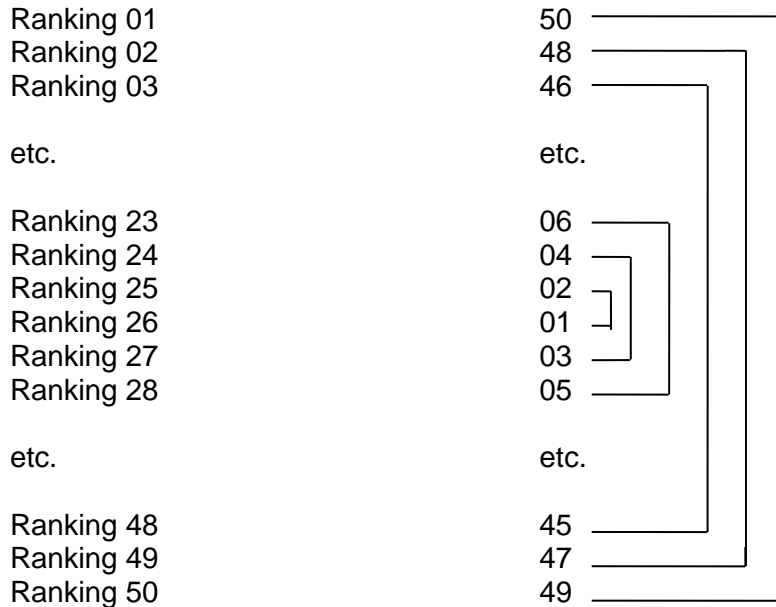 Ranking 01 50
Ranking 02 48
Ranking 03 46
etc. etc.
Ranking 23 06
Ranking 24 04
Ranking 25 02
Ranking 26 01
Ranking 27 03
Ranking 28 05
etc. etc.
Ranking 48 45
Ranking 49 47
Ranking 50 49